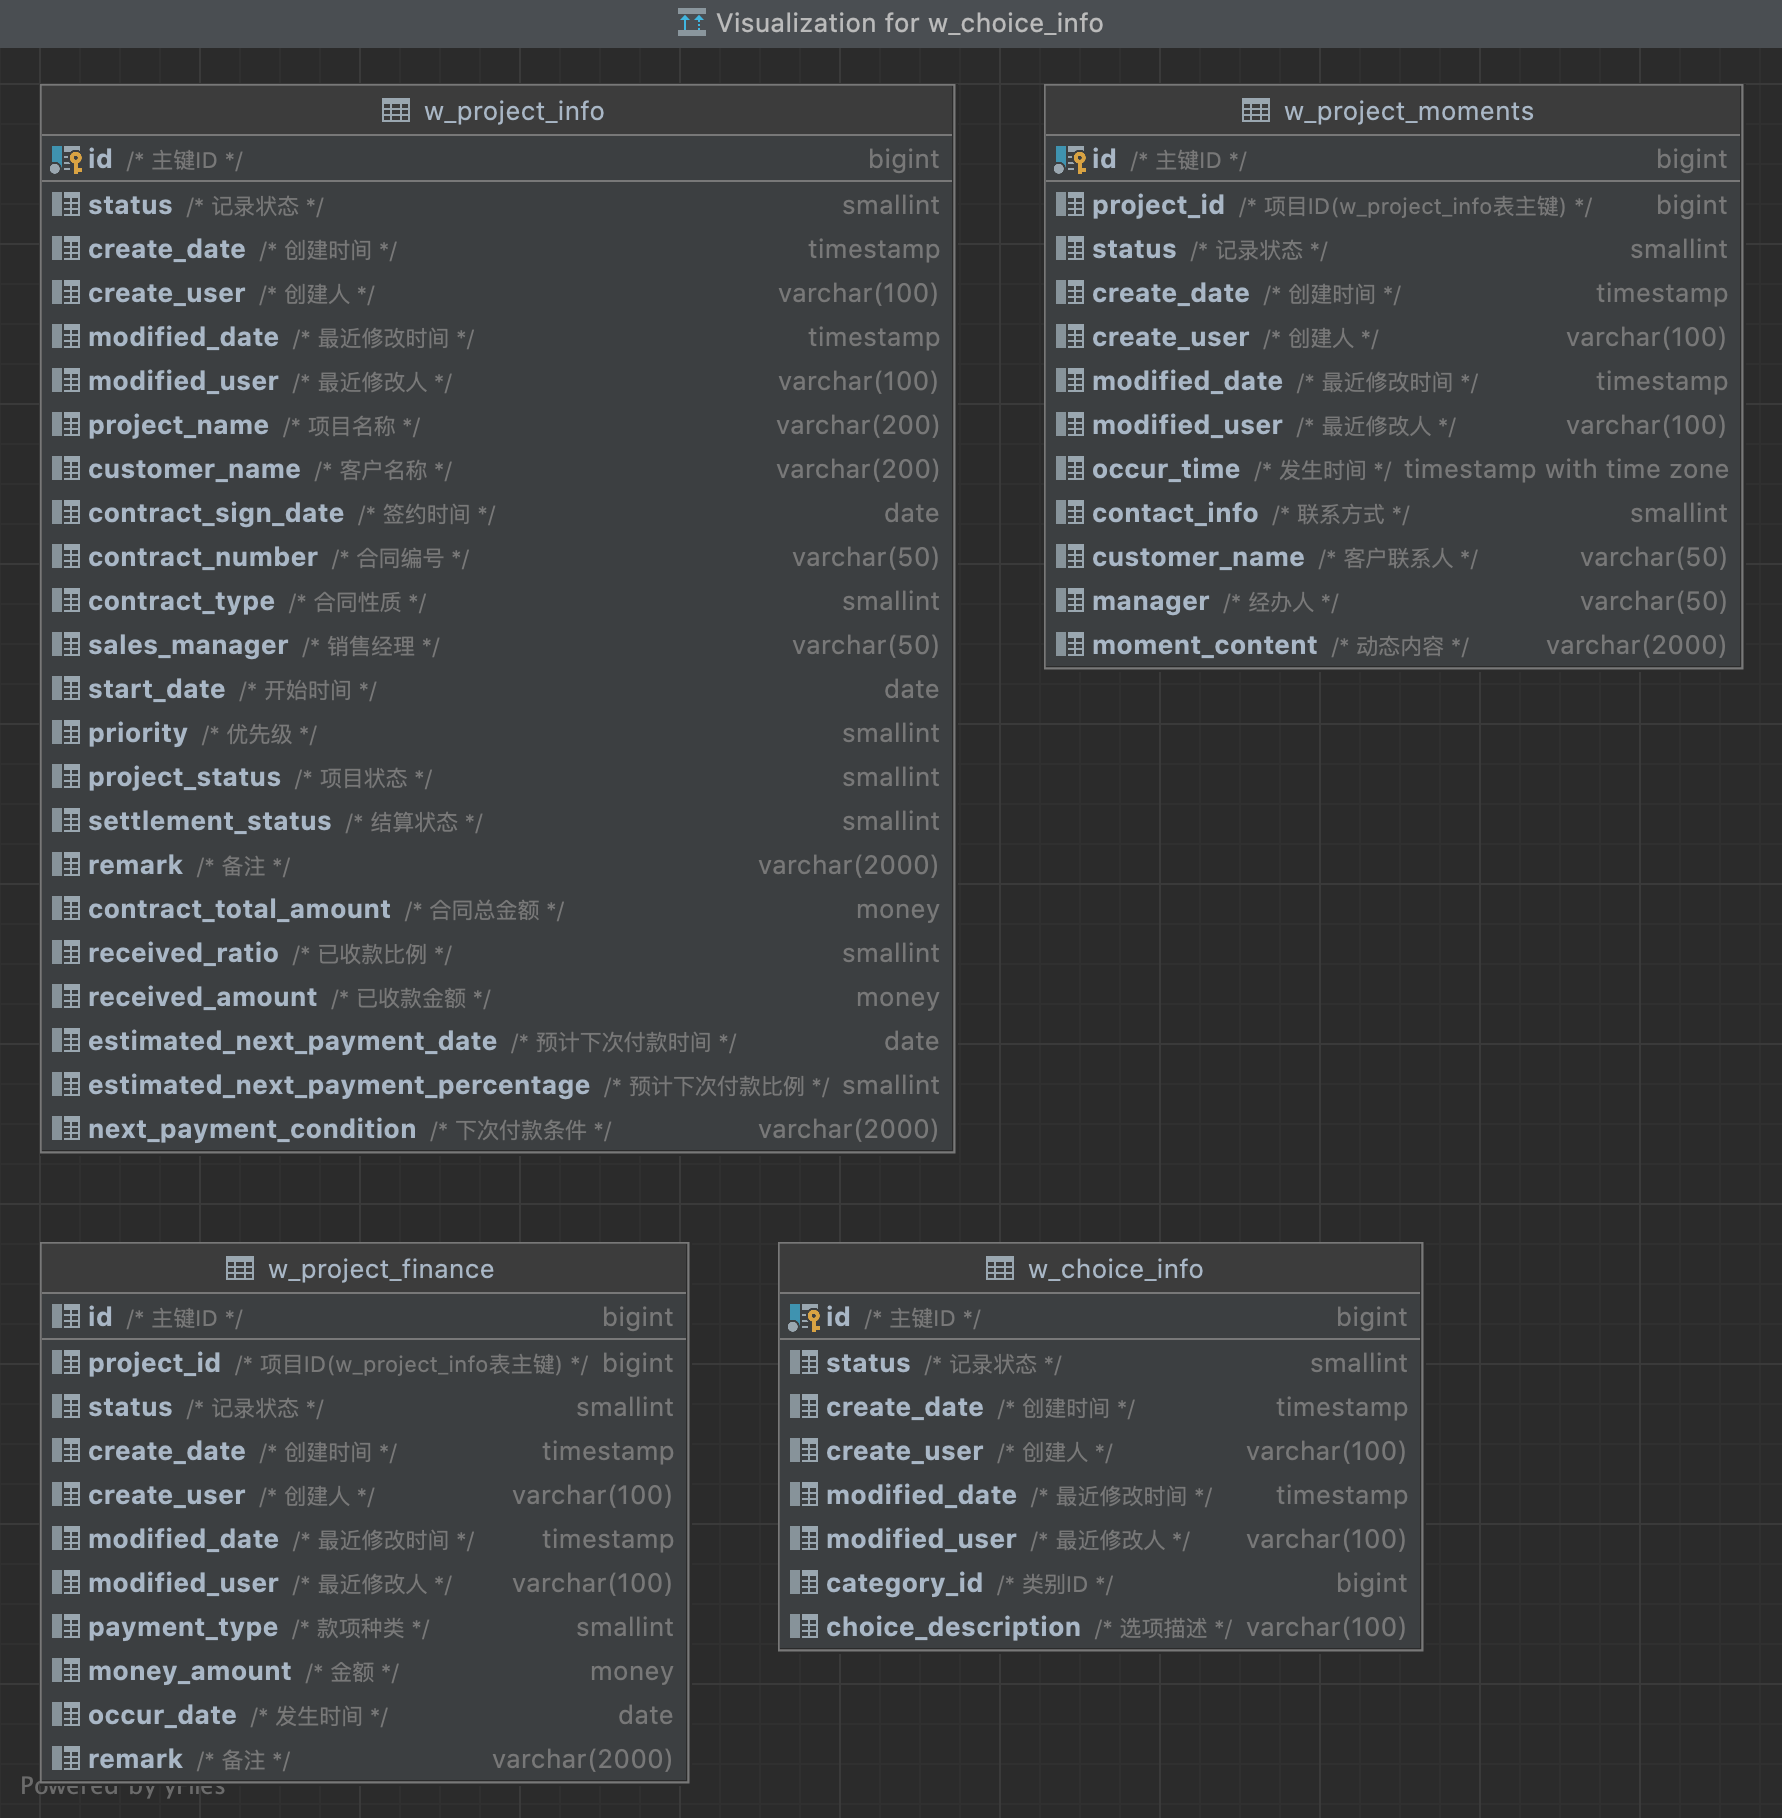 Visualization for w_choice_info
w_project_info
id /* 主键ID */ bigint
status /* 记录状态 */ smallint
create_date /* 创建时间 */ timestamp
create_user /* 创建人 */ varchar(100)
modified_date /* 最近修改时间 */ timestamp
modified_user /* 最近修改人 */ varchar(100)
project_name /* 项目名称 */ varchar(200)
customer_name /* 客户名称 */ varchar(200)
contract_sign_date /* 签约时间 */ date
contract_number /* 合同编号 */ varchar(50)
contract_type /* 合同性质 */ smallint
sales_manager /* 销售经理 */ varchar(50)
start_date /* 开始时间 */ date
priority /* 优先级 */ smallint
project_status /* 项目状态 */ smallint
settlement_status /* 结算状态 */ smallint
remark /* 备注 */ varchar(2000)
contract_total_amount /* 合同总金额 */ money
received_ratio /* 已收款比例 */ smallint
received_amount /* 已收款金额 */ money
estimated_next_payment_date /* 预计下次付款时间 */ date
estimated_next_payment_percentage /* 预计下次付款比例 */ smallint
next_payment_condition /* 下次付款条件 */ varchar(2000)
w_project_moments
id /* 主键ID */ bigint
project_id /* 项目ID(w_project_info表主键) */ bigint
status /* 记录状态 */ smallint
create_date /* 创建时间 */ timestamp
create_user /* 创建人 */ varchar(100)
modified_date /* 最近修改时间 */ timestamp
modified_user /* 最近修改人 */ varchar(100)
occur_time /* 发生时间 */ timestamp with time zone
contact_info /* 联系方式 */ smallint
customer_name /* 客户联系人 */ varchar(50)
manager /* 经办人 */ varchar(50)
moment_content /* 动态内容 */ varchar(2000)
w_project_finance
id /* 主键ID */ bigint
project_id /* 项目ID(w_project_info表主键) */ bigint
status /* 记录状态 */ smallint
create_date /* 创建时间 */ timestamp
create_user /* 创建人 */ varchar(100)
modified_date /* 最近修改时间 */ timestamp
modified_user /* 最近修改人 */ varchar(100)
payment_type /* 款项种类 */ smallint
money_amount /* 金额 */ money
occur_date /* 发生时间 */ date
remark /* 备注 */ varchar(2000)
w_choice_info
id /* 主键ID */ bigint
status /* 记录状态 */ smallint
create_date /* 创建时间 */ timestamp
create_user /* 创建人 */ varchar(100)
modified_date /* 最近修改时间 */ timestamp
modified_user /* 最近修改人 */ varchar(100)
category_id /* 类别ID */ bigint
choice_description /* 选项描述 */ varchar(100)
Powered by yFiles